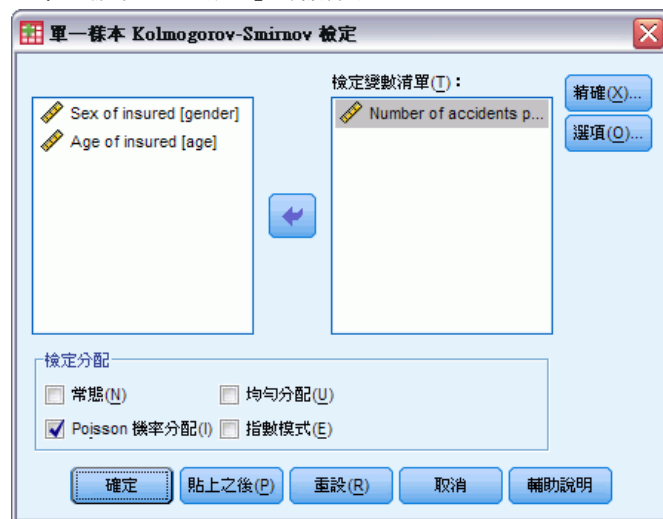 單一樣本 Kolmogorov-Smirnov 檢定
檢定變數清單(T)：
Sex of insured [gender]
Age of insured [age]
Number of accidents p...
精確(X)...
選項(O)...
檢定分配
常態(N)
均勻分配(U)
Poisson 機率分配(I)
指數模式(E)
確定
貼上之後(P)
重設(R)
取消
輔助說明